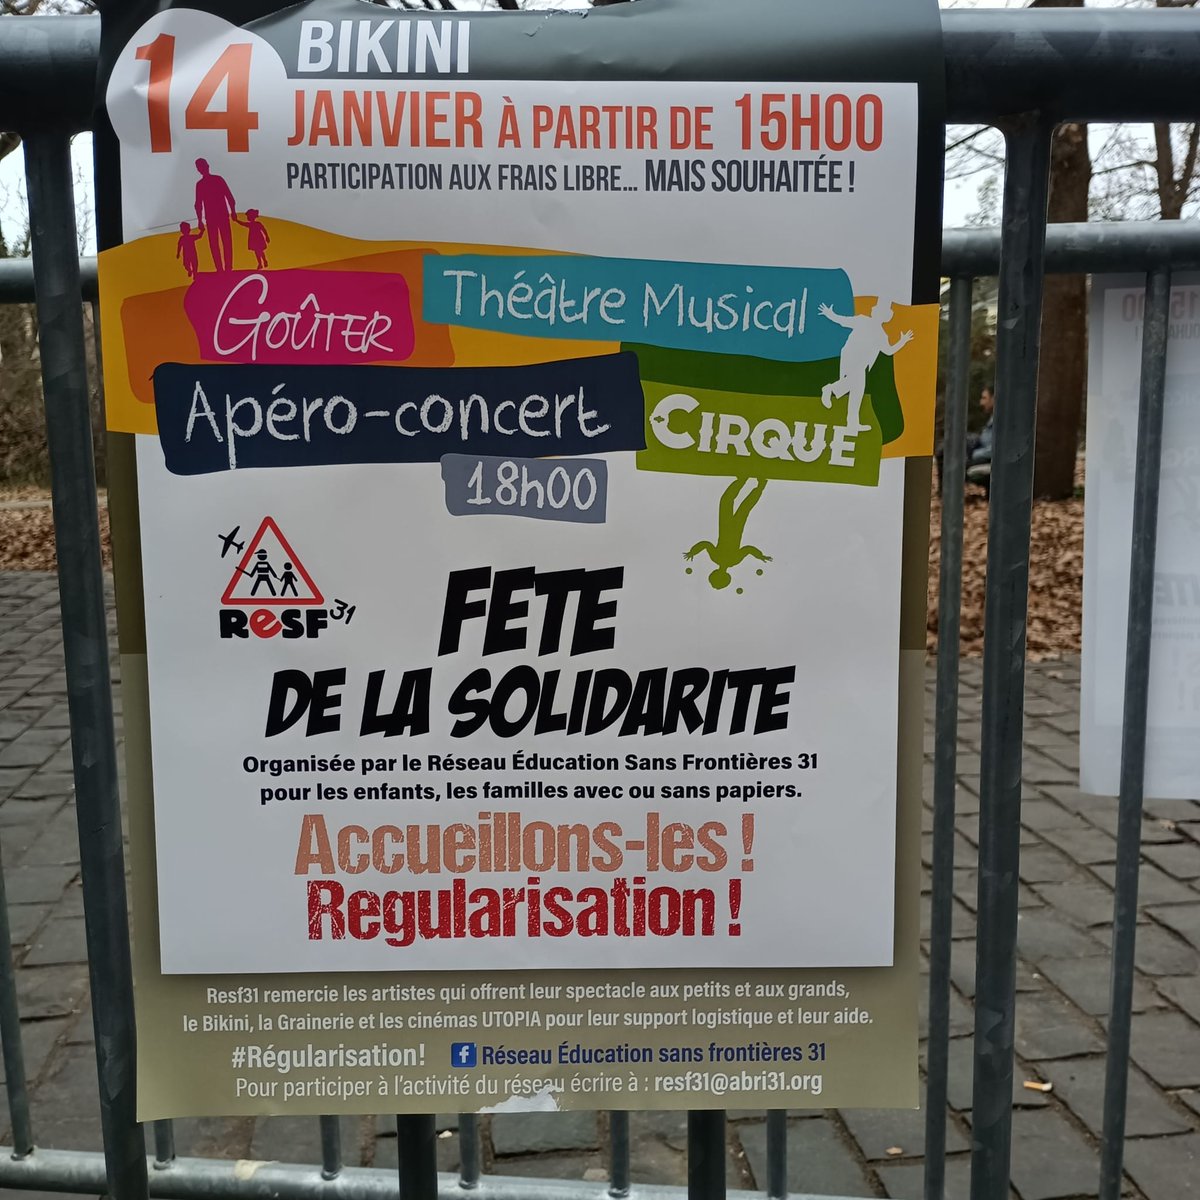 BIKINI
14
JANVIER À PARTIR DE 15H00
PARTICIPATION AUX FRAIS LIBRE... MAIS SOUHAITÉE !
GOÛTER
Théâtre Musical
Apéro-concert
CIRQUE
18h00
RESF 31
FETE
DE LA SOLIDARITE
Organisée par le Réseau Éducation Sans Frontières 31
pour les enfants, les familles avec ou sans papiers.
Accueillons-les !
Regularisation !
Resf31 remercie les artistes qui offrent leur spectacle aux petits et aux grands,
le Bikini, la Grainerie et les cinémas UTOPIA pour leur support logistique et leur aide.
#Régularisation! f Réseau Éducation sans frontières 31
Pour participer à l'activité du réseau écrire à : resf31@abri31.org